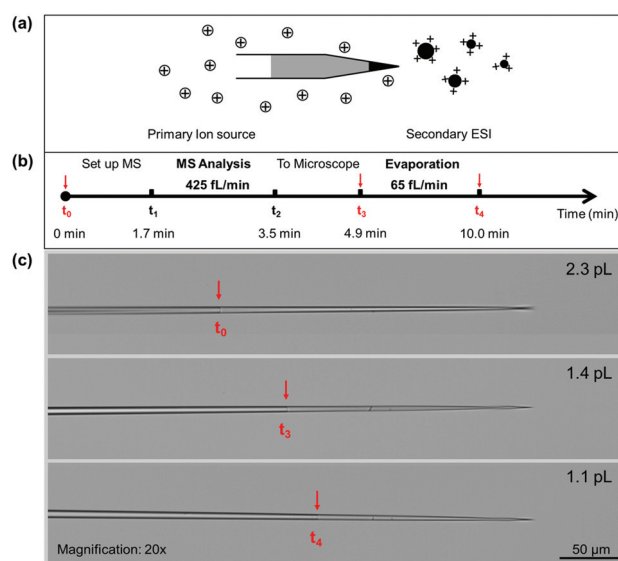 (a)
Primary Ion source
Secondary ESI
(b)
Set up MS
MS Analysis
To Microscope
Evaporation
425 fL/min
65 fL/min
t0
t1
t2
t3
t4
Time (min)
0 min
1.7 min
3.5 min
4.9 min
10.0 min
(c)
2.3 pL
t0
1.4 pL
t3
1.1 pL
t4
Magnification: 20x
50 µm